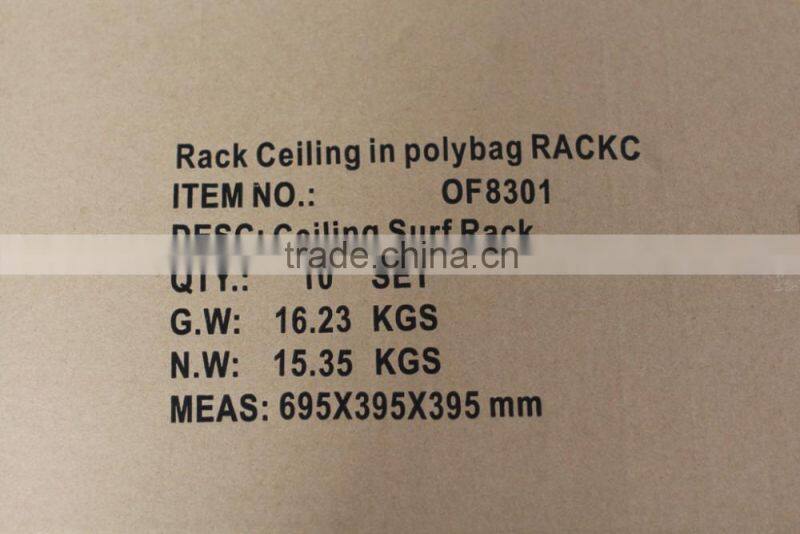 Rack Ceiling in polybag RACKC
ITEM NO.: OF8301
DESC: Ceiling Surf Rack
trade.china.cn
QTY.: 10 SET
G.W: 16.23 KGS
N.W: 15.35 KGS
MEAS: 695X395X395 mm